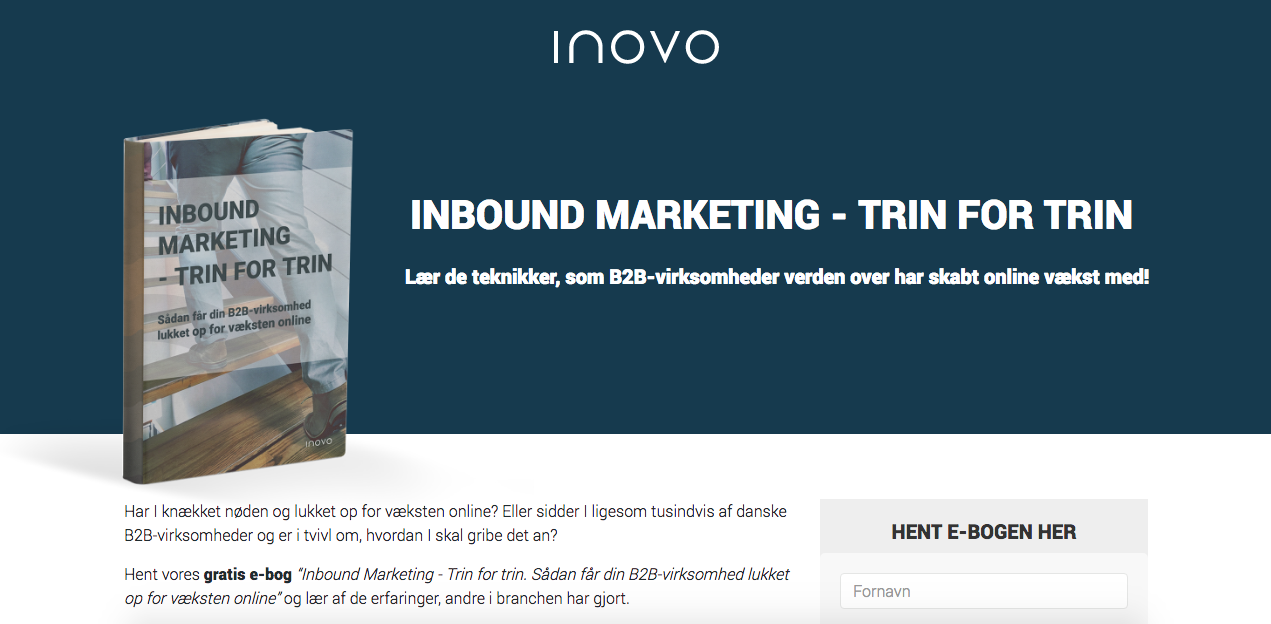 INOVO
INBOUND
MARKETING
- TRIN FOR TRIN
Sådan får din B2B-virksomhed
lukket op for væksten online
INOVO
INBOUND MARKETING - TRIN FOR TRIN
Lær de teknikker, som B2B-virksomheder verden over har skabt online vækst med!
Har I knækket nøden og lukket op for væksten online? Eller sidder I ligesom tusindvis af danske
B2B-virksomheder og er i tvivl om, hvordan I skal gribe det an?
Hent vores gratis e-bog “Inbound Marketing - Trin for trin. Sådan får din B2B-virksomhed lukket
op for væksten online” og lær af de erfaringer, andre i branchen har gjort.
HENT E-BOGEN HER
Fornavn